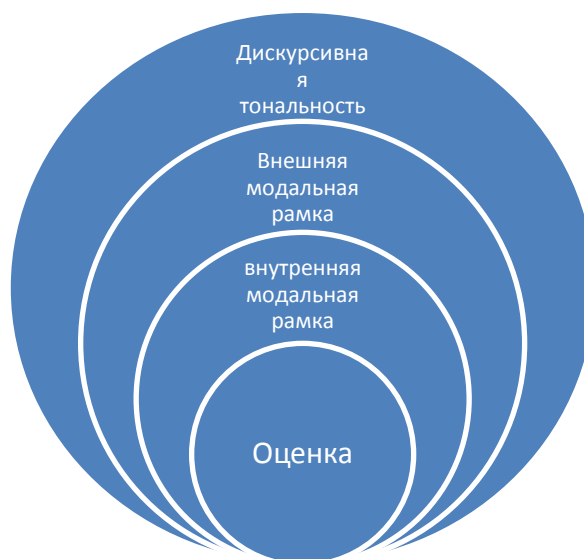 Дискурсивна
я
тональность
Внешняя
модальная
рамка
внутренняя
модальная
рамка
Оценка